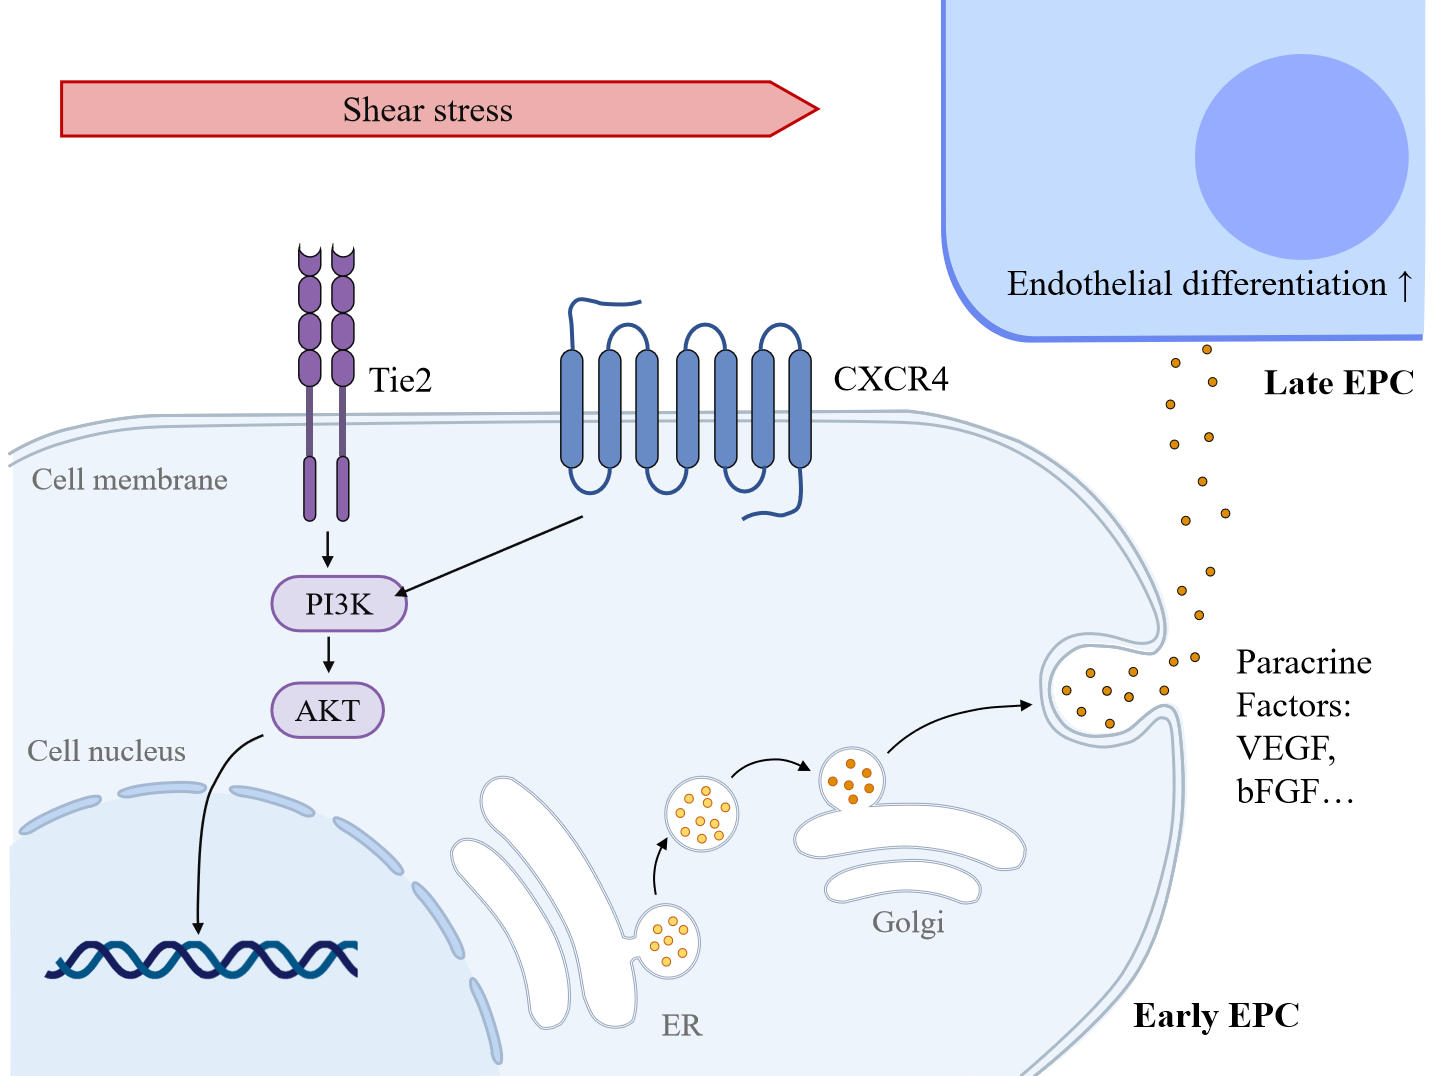 Shear stress
Endothelial differentiation ↑
Late EPC
Tie2
CXCR4
Cell membrane
PI3K
AKT
Cell nucleus
Paracrine
Factors:
VEGF,
bFGF…
Golgi
ER
Early EPC